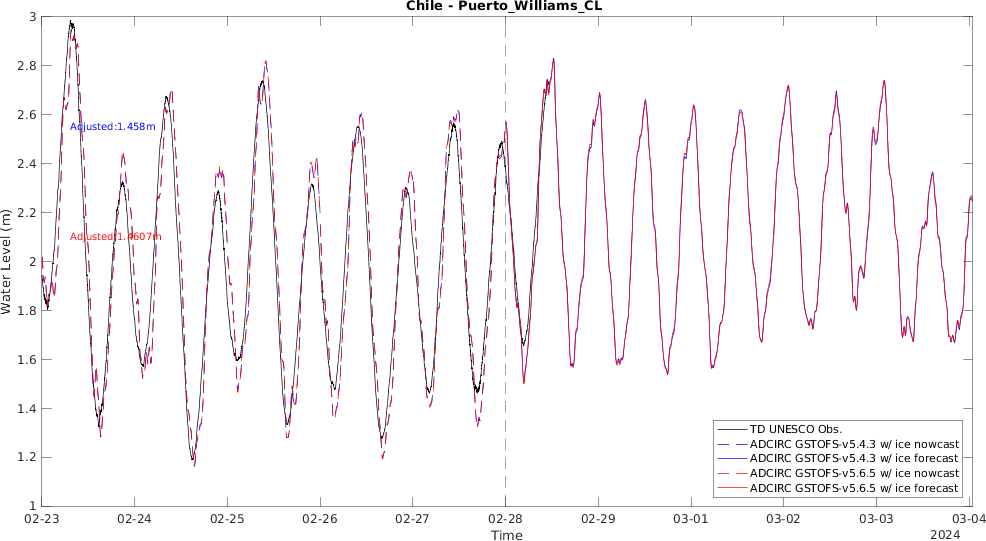 Chile - Puerto_Williams_CL
3
2.8
2.6
2.4
2.2
2
1.8
1.6
1.4
1.2
1
Water Level (m)
Adjusted:1.458m
Adjusted:1.4607m
TD UNESCO Obs.
ADCIRC GSTOFS-v5.4.3 w/ ice nowcast
ADCIRC GSTOFS-v5.4.3 w/ ice forecast
ADCIRC GSTOFS-v5.6.5 w/ ice nowcast
ADCIRC GSTOFS-v5.6.5 w/ ice forecast
02-23 02-24 02-25 02-26 02-27 02-28 02-29 03-01 03-02 03-03 03-04
Time
2024